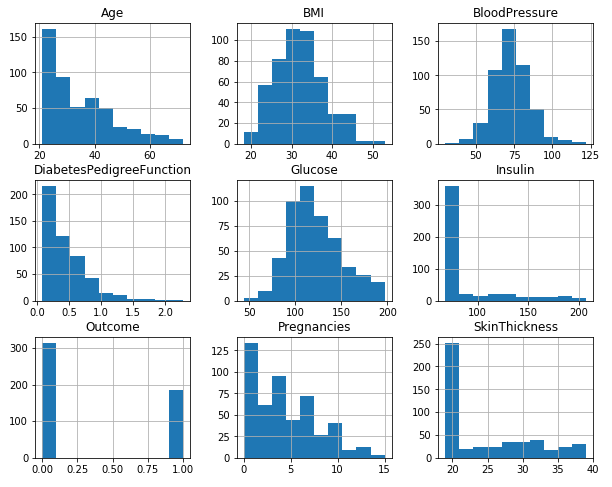 Age BMI BloodPressure
150 100 50 0
20 40 60
100 80 60 40 20 0
20 30 40 50
150 100 50 0
50 75 100 125
DiabetesPedigreeFunction Glucose Insulin
200 150 100 50 0
0.0 0.5 1.0 1.5 2.0
100 75 50 25 0
50 100 150 200
300 200 100 0
100 150 200
Outcome Pregnancies SkinThickness
300 200 100 0
0.00 0.25 0.50 0.75 1.00
125 100 75 50 25 0
0 5 10 15
250 200 150 100 50 0
20 25 30 35 40